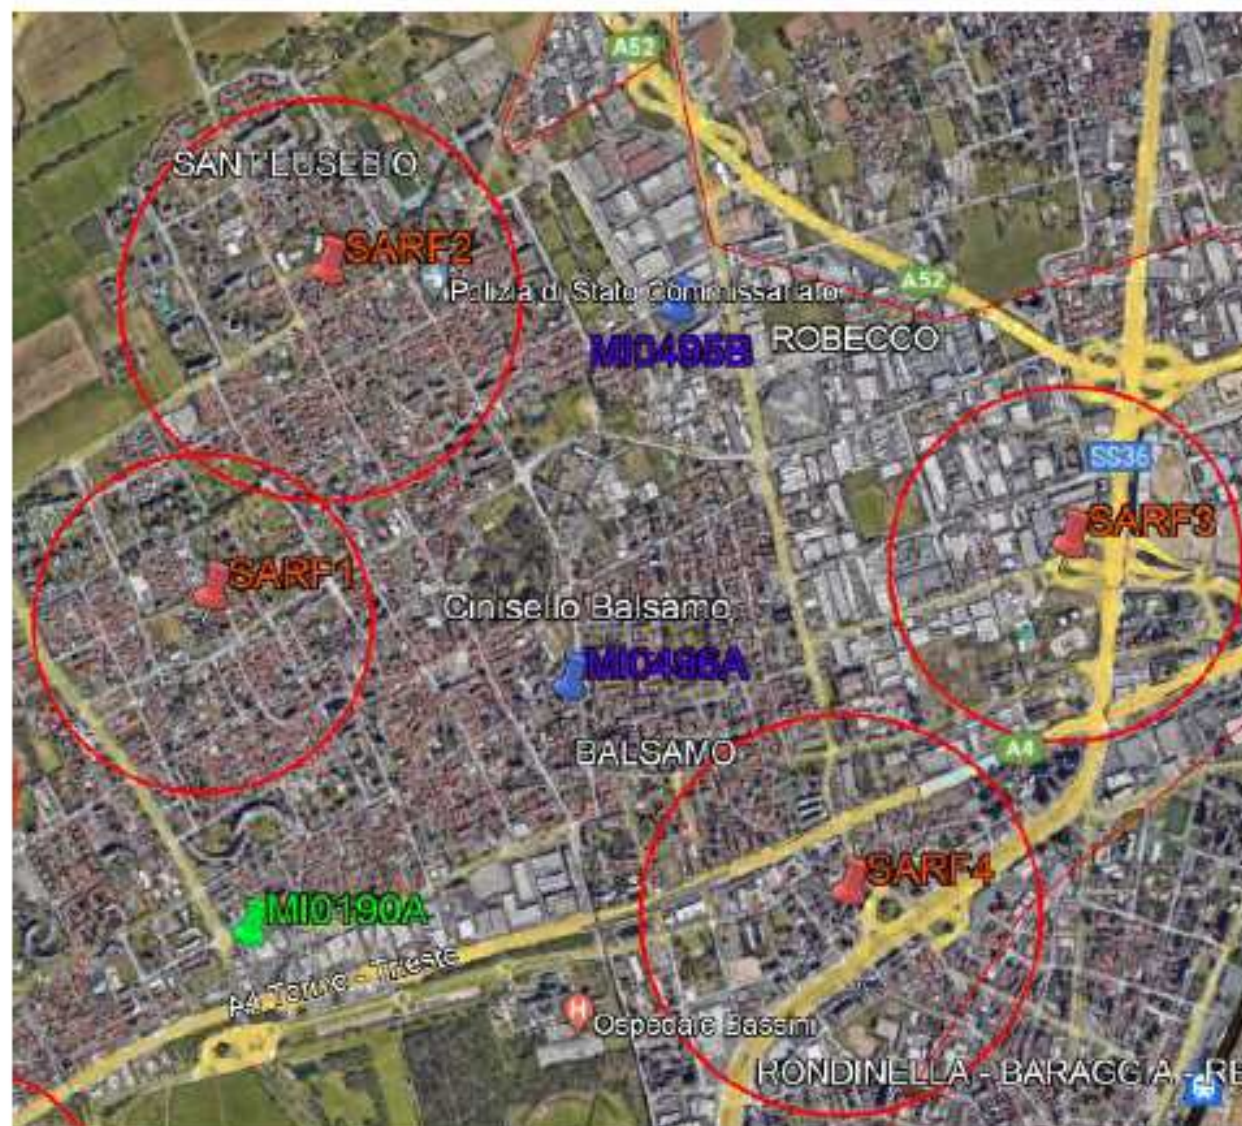 A52
SANT'EUSEBIO
SARF2
A52
Polizia di Stato Commissariato
MI0495B
ROBECCO
SS36
SARF3
SARF1
Cinisello Balsamo
MI0486A
BALSAMO
A4
SARF4
MI0190A
A4 Torino - Trieste
H
Ospedale Bassini
RONDINELLA - BARAGGIA - RE